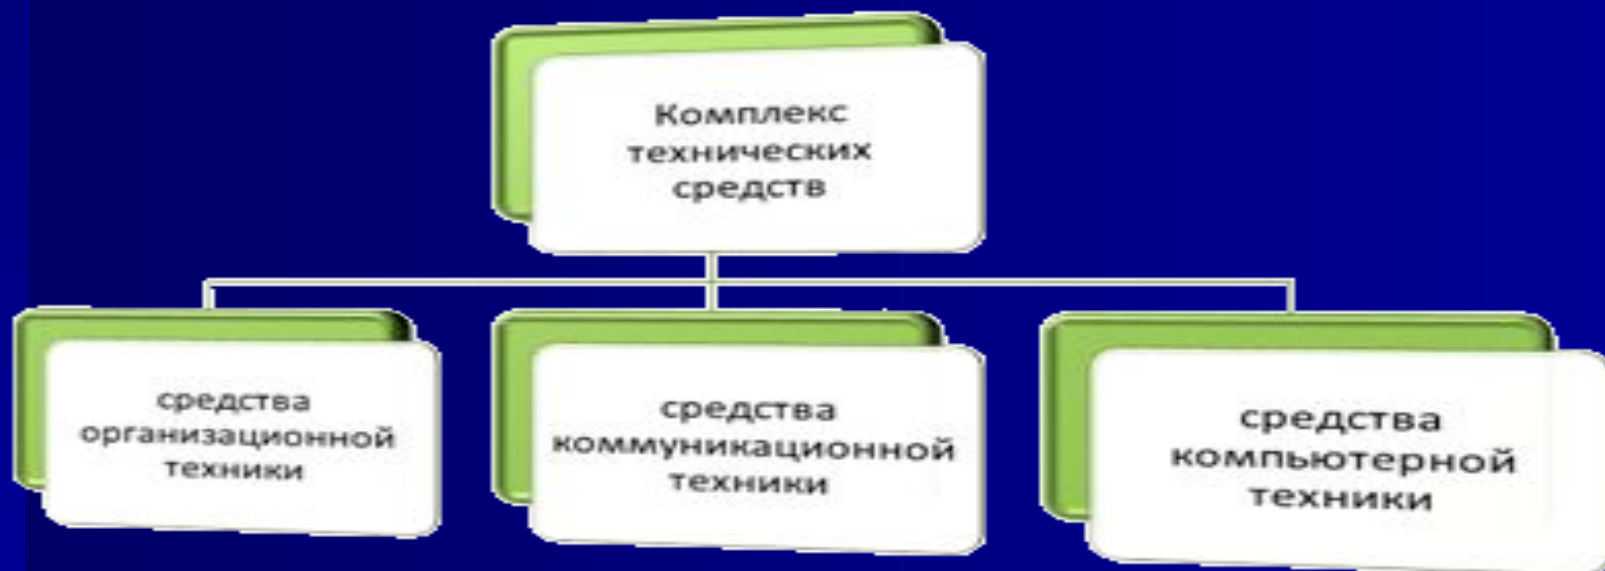 Комплекс
технических
средств
средства
организационной
техники
средства
коммуникационной
техники
средства
компьютерной
техники